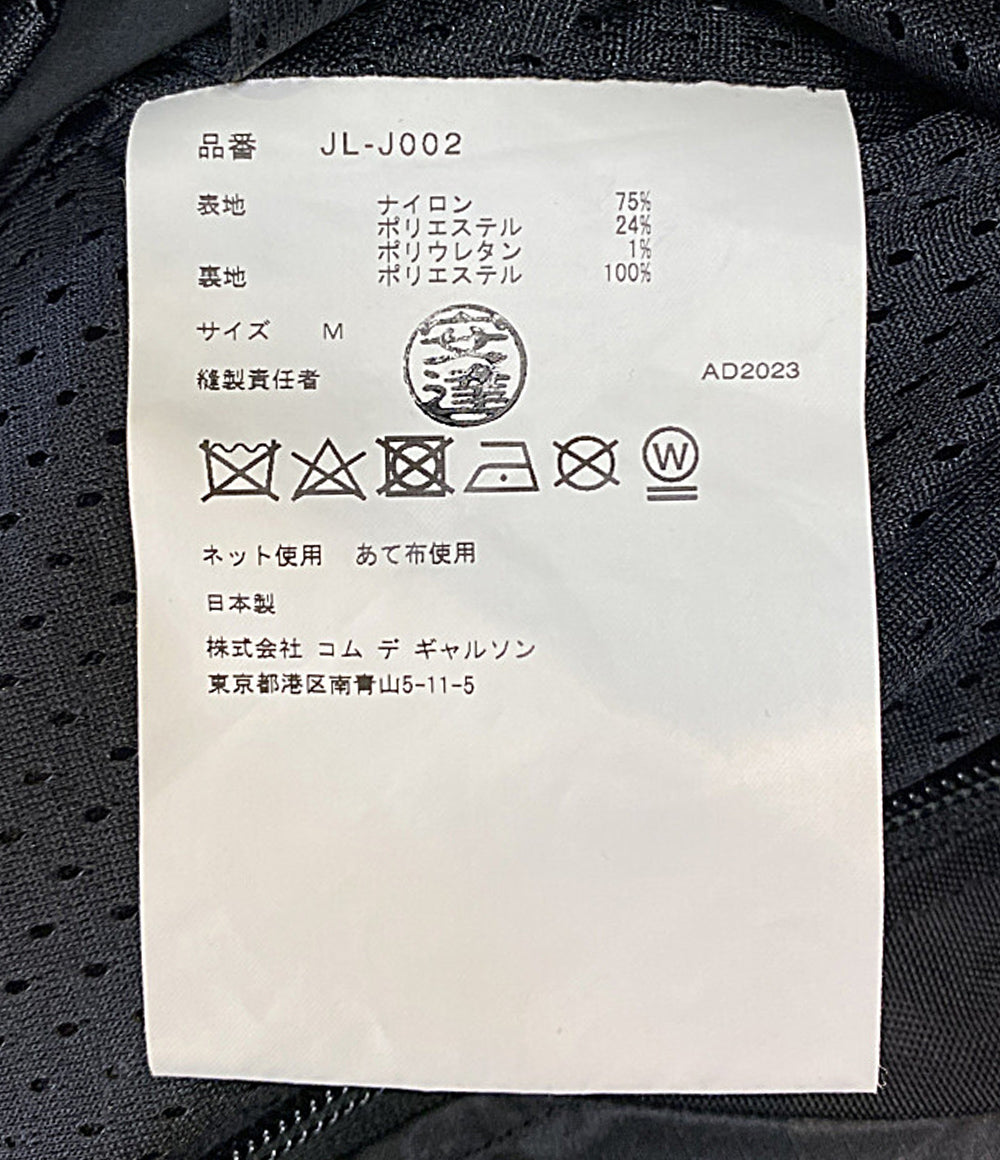 品番 JL-J002
表地 ナイロン 75%
ポリエステル 24%
ポリウレタン 1%
裏地 ポリエステル 100%
サイズ M
安達
縫製責任者
AD2023
W
ネット使用 あて布使用
日本製
株式会社 コム デ ギャルソン
東京都港区南青山5-11-5